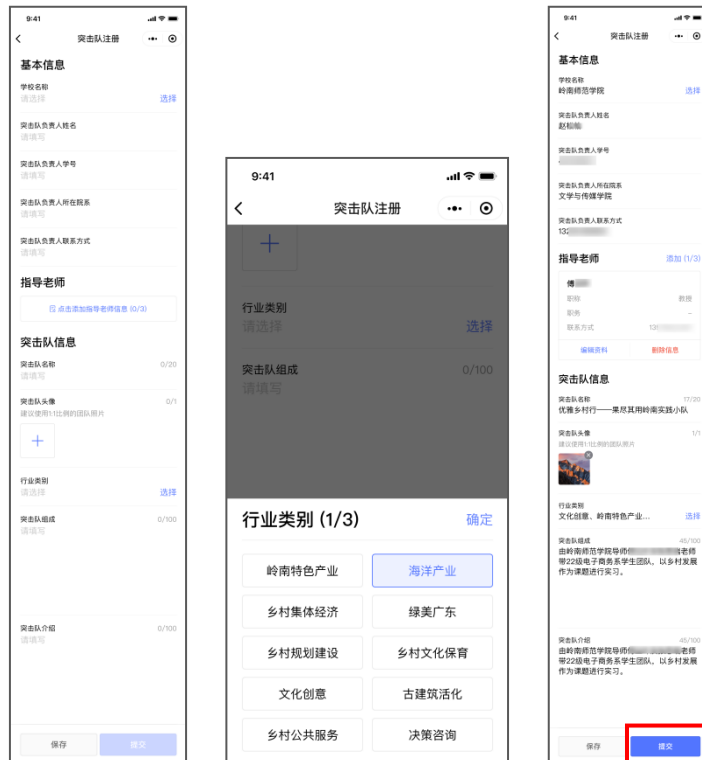 9:41
突击队注册
基本信息
学校名称
请选择 选择
突击队负责人姓名
请填写
突击队负责人学号
请填写
突击队负责人所在院系
请填写
突击队负责人联系方式
请填写
指导老师
点击添加指导老师信息 (0/3)
突击队信息
突击队名称 0/20
请填写
突击队头像 0/1
建议使用1:1比例的团队照片
行业类别
请选择 选择
突击队组成 0/100
请填写
突击队介绍 0/100
请填写
保存 提交
9:41
突击队注册
行业类别
请选择 选择
突击队组成 0/100
请填写
行业类别 (1/3) 确定
岭南特色产业 海洋产业
乡村集体经济 绿美广东
乡村规划建设 乡村文化保育
文化创意 古建筑活化
乡村公共服务 决策咨询
9:41
突击队注册
基本信息
学校名称
岭南师范学院 选择
突击队负责人姓名
赵
突击队负责人学号
突击队负责人所在院系
文学与传媒学院
突击队负责人联系方式
132
指导老师 添加 (1/3)
傅
职称 教授
职务 --
联系方式 13
编辑资料 删除信息
突击队信息
突击队名称 17/20
优雅乡村行——果尽其用岭南实践小队
突击队头像 1/1
建议使用1:1比例的团队照片
行业类别
文化创意、岭南特色产业... 选择
突击队组成 45/100
由岭南师范学院导师 老师
带22级电子商务系学生团队，以乡村发展
作为课题进行实习。
突击队介绍 45/100
由岭南师范学院导师 老师
带22级电子商务系学生团队，以乡村发展
作为课题进行实习。
保存 提交